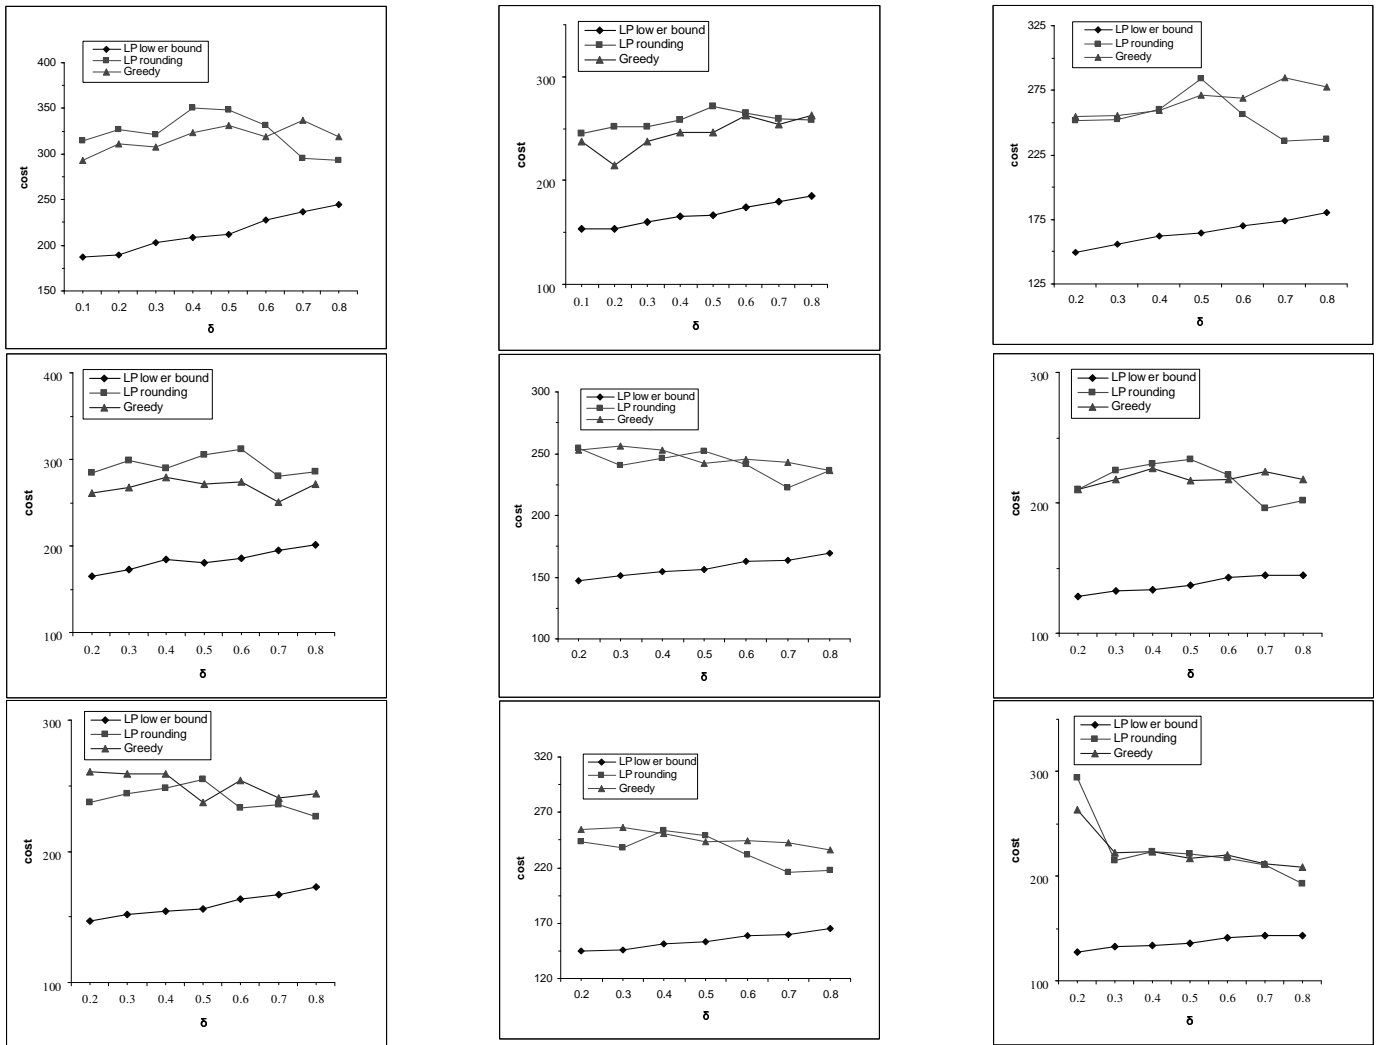 LP low er bound
LP rounding
Greedy
400
350
300
250
200
150
cost
0.1 0.2 0.3 0.4 0.5 0.6 0.7 0.8
δ
LP low er bound
LP rounding
Greedy
300
200
100
cost
0.1 0.2 0.3 0.4 0.5 0.6 0.7 0.8
δ
LP low er bound
LP rounding
Greedy
325
275
225
175
125
cost
0.2 0.3 0.4 0.5 0.6 0.7 0.8
δ
LP low er bound
LP rounding
Greedy
400
300
200
100
cost
0.2 0.3 0.4 0.5 0.6 0.7 0.8
δ
LP low er bound
LP rounding
Greedy
300
250
200
150
100
cost
0.2 0.3 0.4 0.5 0.6 0.7 0.8
δ
LP low er bound
LP rounding
Greedy
300
200
100
cost
0.2 0.3 0.4 0.5 0.6 0.7 0.8
δ
LP low er bound
LP rounding
Greedy
300
200
100
cost
0.2 0.3 0.4 0.5 0.6 0.7 0.8
δ
LP low er bound
LP rounding
Greedy
320
270
220
170
120
cost
0.2 0.3 0.4 0.5 0.6 0.7 0.8
δ
LP low er bound
LP rounding
Greedy
300
200
100
cost
0.2 0.3 0.4 0.5 0.6 0.7 0.8
δ